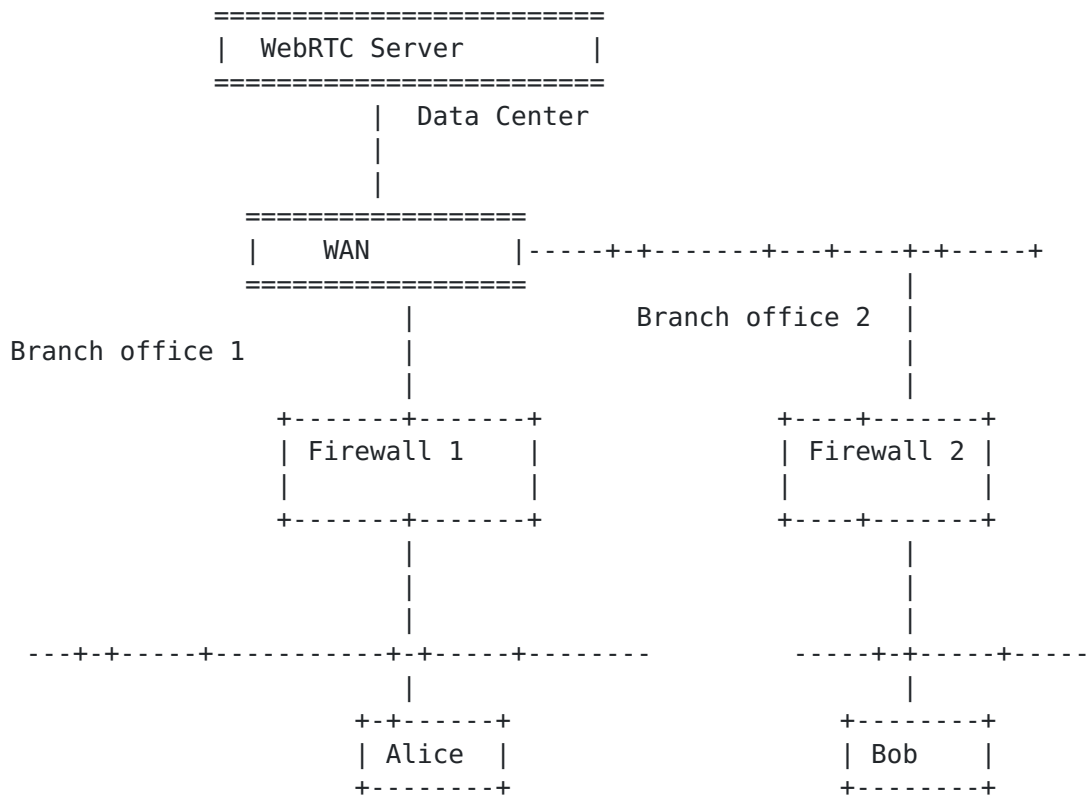 =========================
| WebRTC Server |
=========================
| Data Center
|
|
==================
| WAN |-----+-+-------+---+----+-+-----+
================== |
| Branch office 2 |
Branch office 1 | |
| |
+-------+-------+ +----+-------+
| Firewall 1 | | Firewall 2 |
| | | |
+-------+-------+ +----+-------+
| |
| |
| |
---+-+-----+-----------+-+-----+-------- -----+-+-----+-----
| |
+-+------+ +--------+
| Alice | | Bob |
+--------+ +--------+